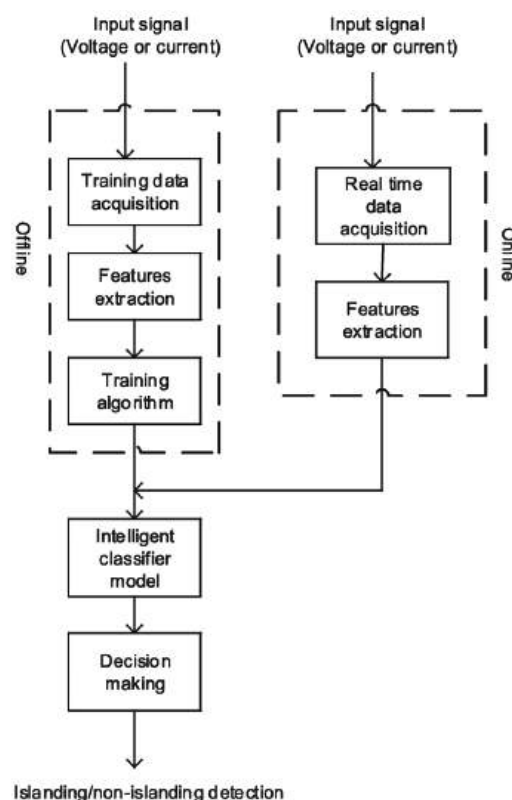 Input signal
(Voltage or current)
Input signal
(Voltage or current)
Offline
Training data
acquisition
Features
extraction
Training
algorithm
Real time
data
acquisition
Features
extraction
Online
Intelligent
classifier
model
Decision
making
Islanding/non-islanding detection